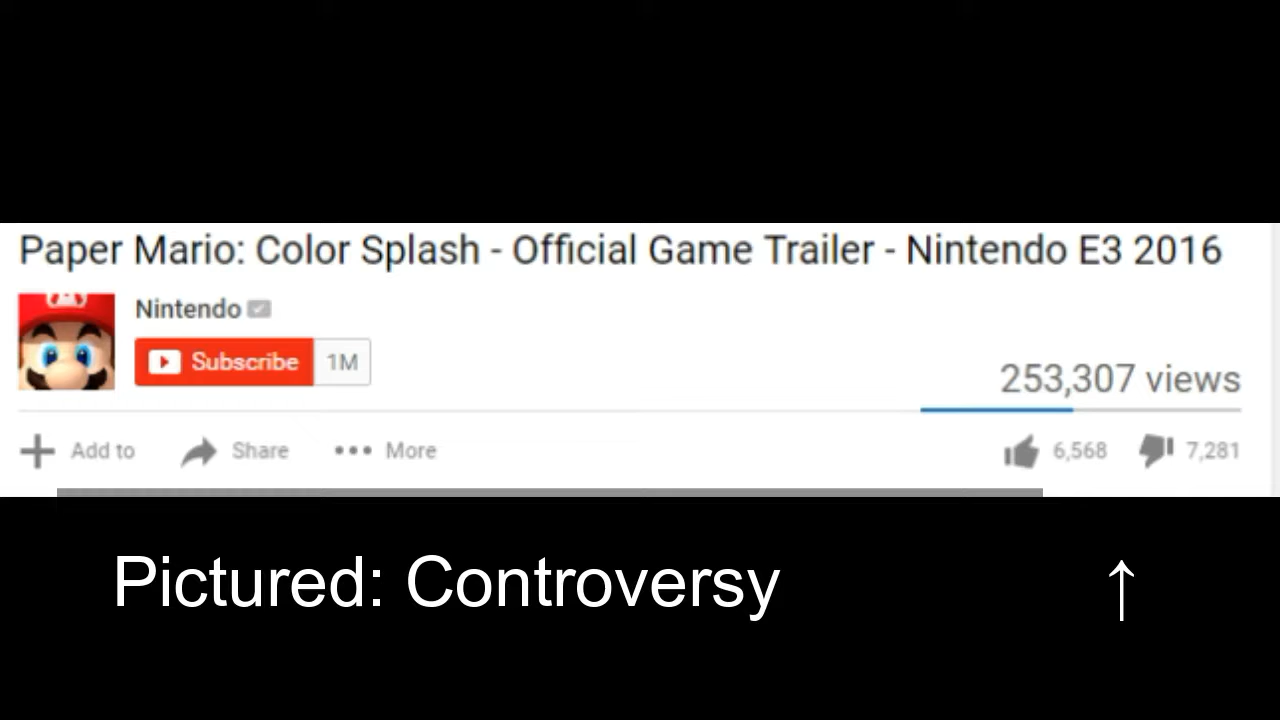 Paper Mario: Color Splash - Official Game Trailer - Nintendo E3 2016
Nintendo
Subscribe 1M
253,307 views
Add to Share More 6,568 7,281
Pictured: Controversy ↑